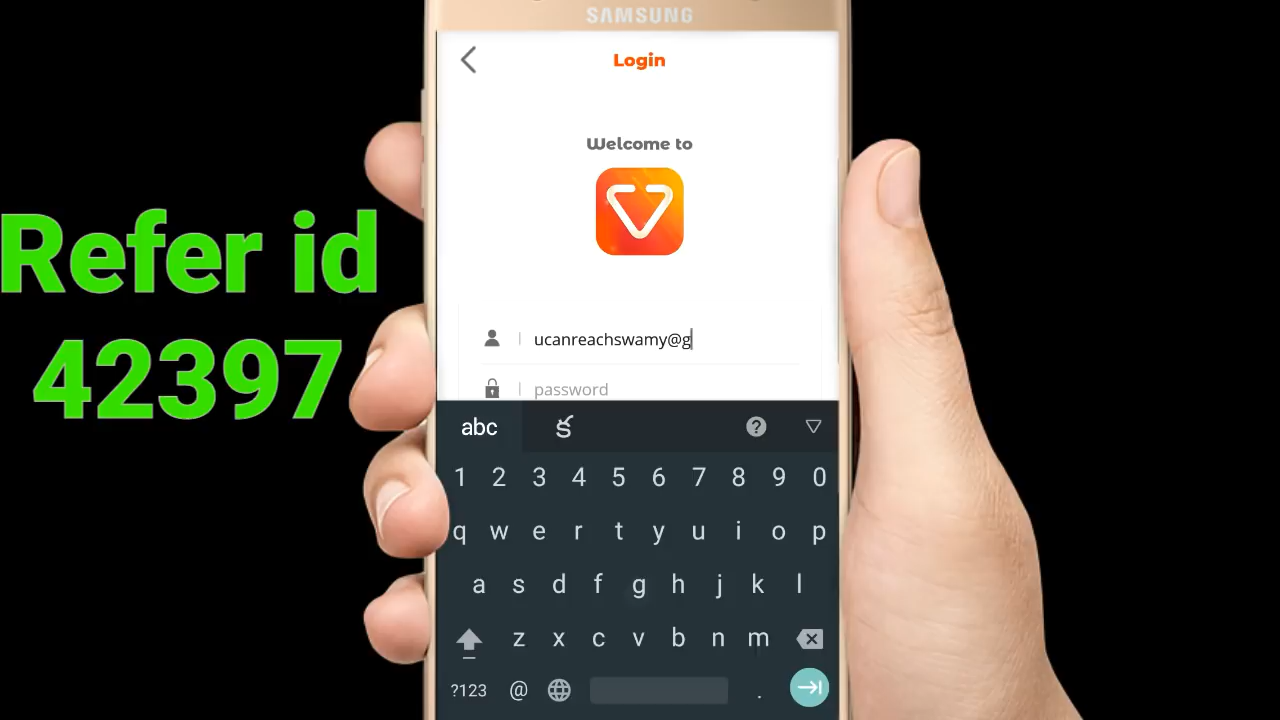 SAMSUNG
Login
Welcome to
Refer id
42397
ucanreachswamy@g
password
abc క ?
1 2 3 4 5 6 7 8 9 0
q w e r t y u i o p
a s d f g h j k l
z x c v b n m
?123 @ .